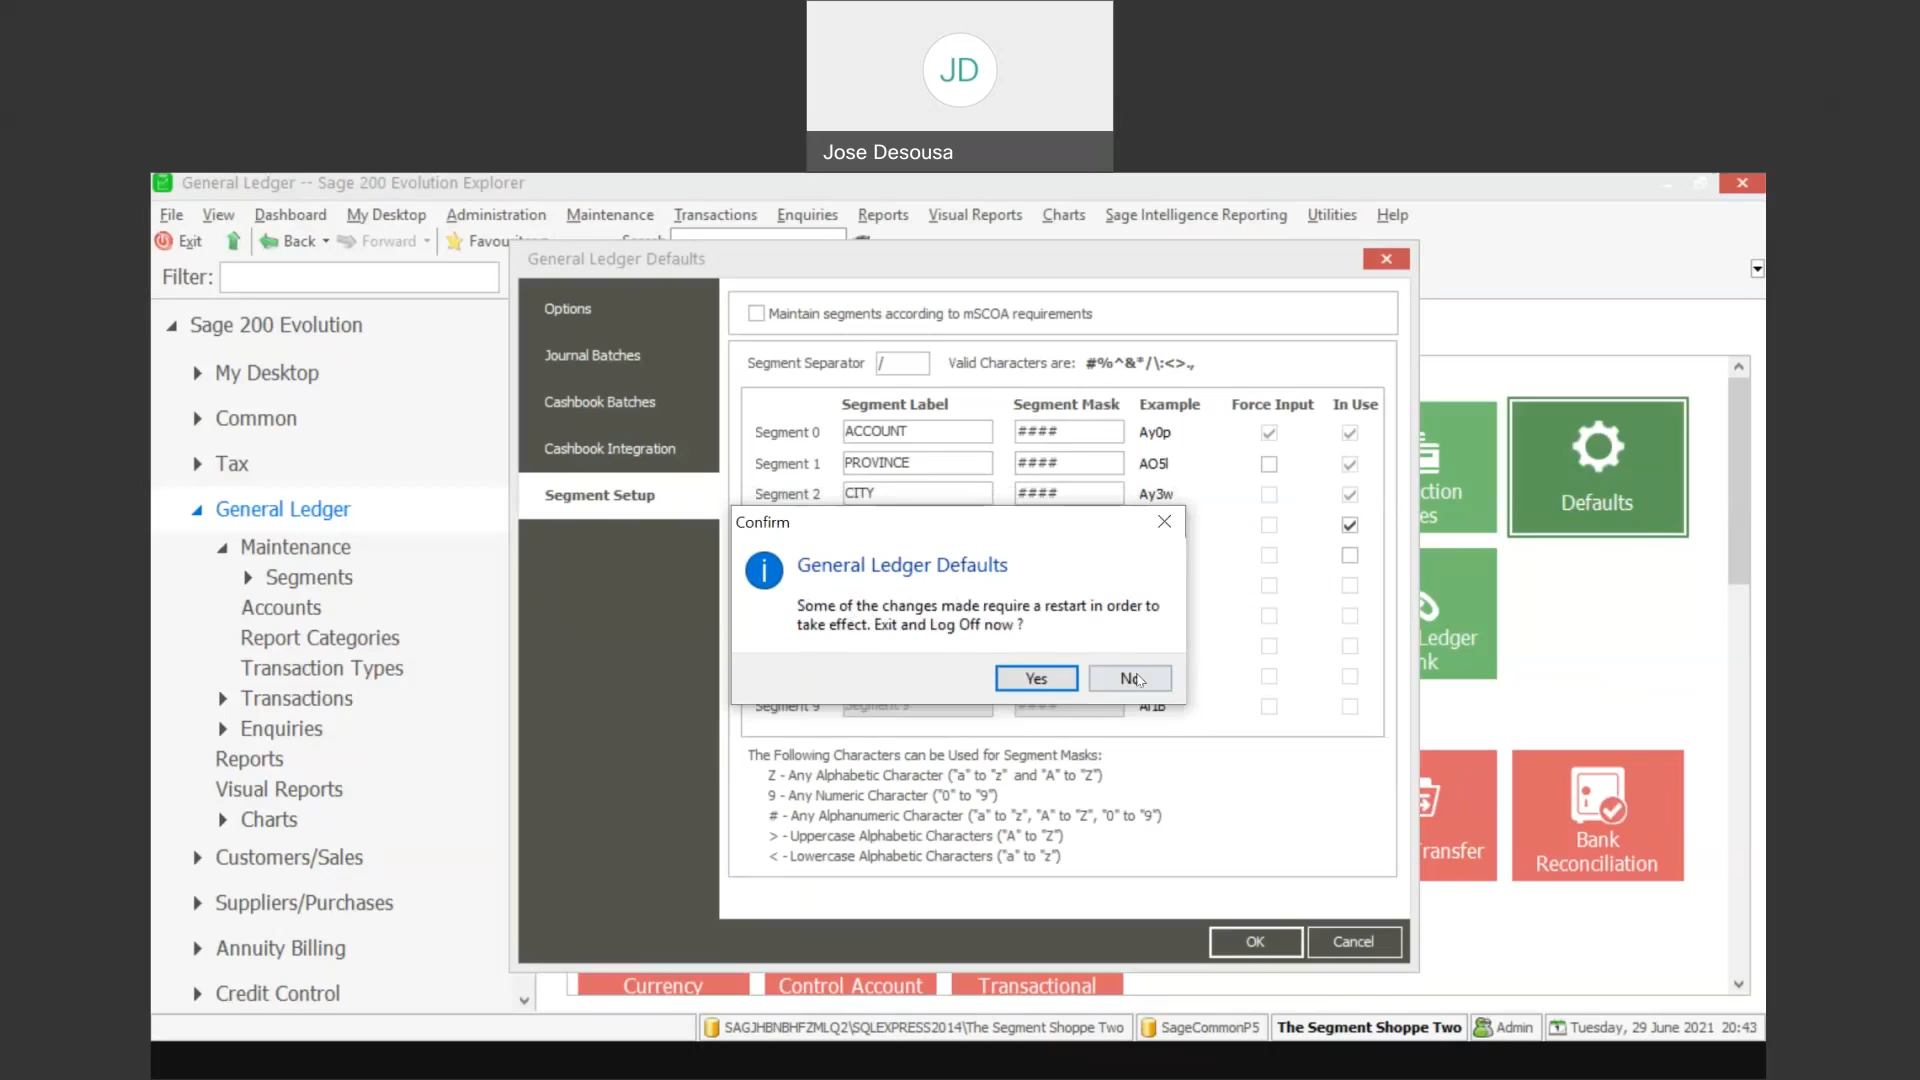 JD
Jose Desousa
General Ledger -- Sage 200 Evolution Explorer
File View Dashboard My Desktop Administration Maintenance Transactions Enquiries Reports Visual Reports Charts Sage Intelligence Reporting Utilities Help
Exit Back Forward
Filter:
Sage 200 Evolution
My Desktop
Common
Tax
General Ledger
Maintenance
Segments
Accounts
Report Categories
Transaction Types
Transactions
Enquiries
Reports
Visual Reports
Charts
Customers/Sales
Suppliers/Purchases
Annuity Billing
Credit Control
General Ledger Defaults
Options
Journal Batches
Cashbook Batches
Cashbook Integration
Segment Setup
Maintain segments according to mSCOA requirements
Segment Separator / Valid Characters are: #%^&*/\:<>.,
Segment Label Segment Mask Example Force Input In Use
Segment 0 ACCOUNT #### Ay0p
Segment 1 PROVINCE ####
Segment 2 CITY #### Ay3w
Confirm
General Ledger Defaults
Some of the changes made require a restart in order to
take effect. Exit and Log Off now ?
Yes No
Segment 9 Segment 9 ####
The Following Characters can be Used for Segment Masks:
Z - Any Alphabetic Character ("a" to "z" and "A" to "Z")
9 - Any Numeric Character ("0" to "9")
# - Any Alphanumeric Character ("a" to "z", "A" to "Z", "0" to "9")
> - Uppercase Alphabetic Characters ("A" to "Z")
< - Lowercase Alphabetic Characters ("a" to "z")
OK Cancel
Defaults
Ledger
Bank
Reconciliation
Currency Control Account Transactional
SAGJHBNBHFZMLQ2\SQLEXPRESS2014\The Segment Shoppe Two SageCommonP5 The Segment Shoppe Two Admin Tuesday, 29 June 2021 20:43